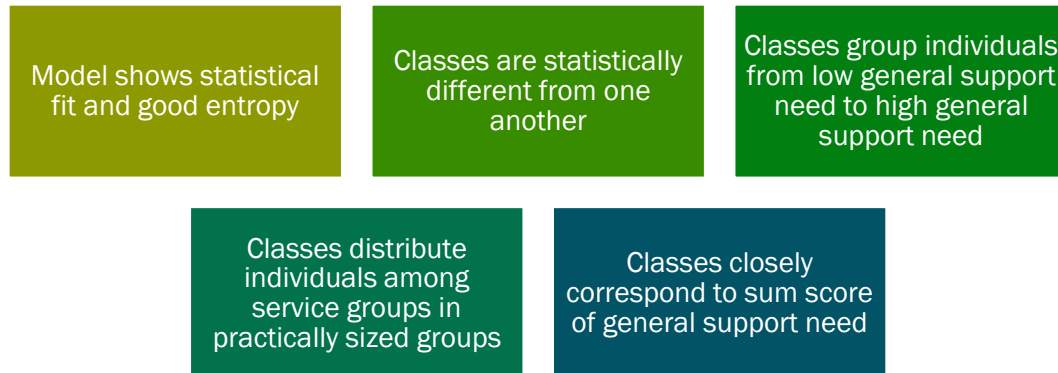 Model shows statistical
fit and good entropy
Classes are statistically
different from one
another
Classes group individuals
from low general support
need to high general
support need
Classes distribute
individuals among
service groups in
practically sized groups
Classes closely
correspond to sum score
of general support need